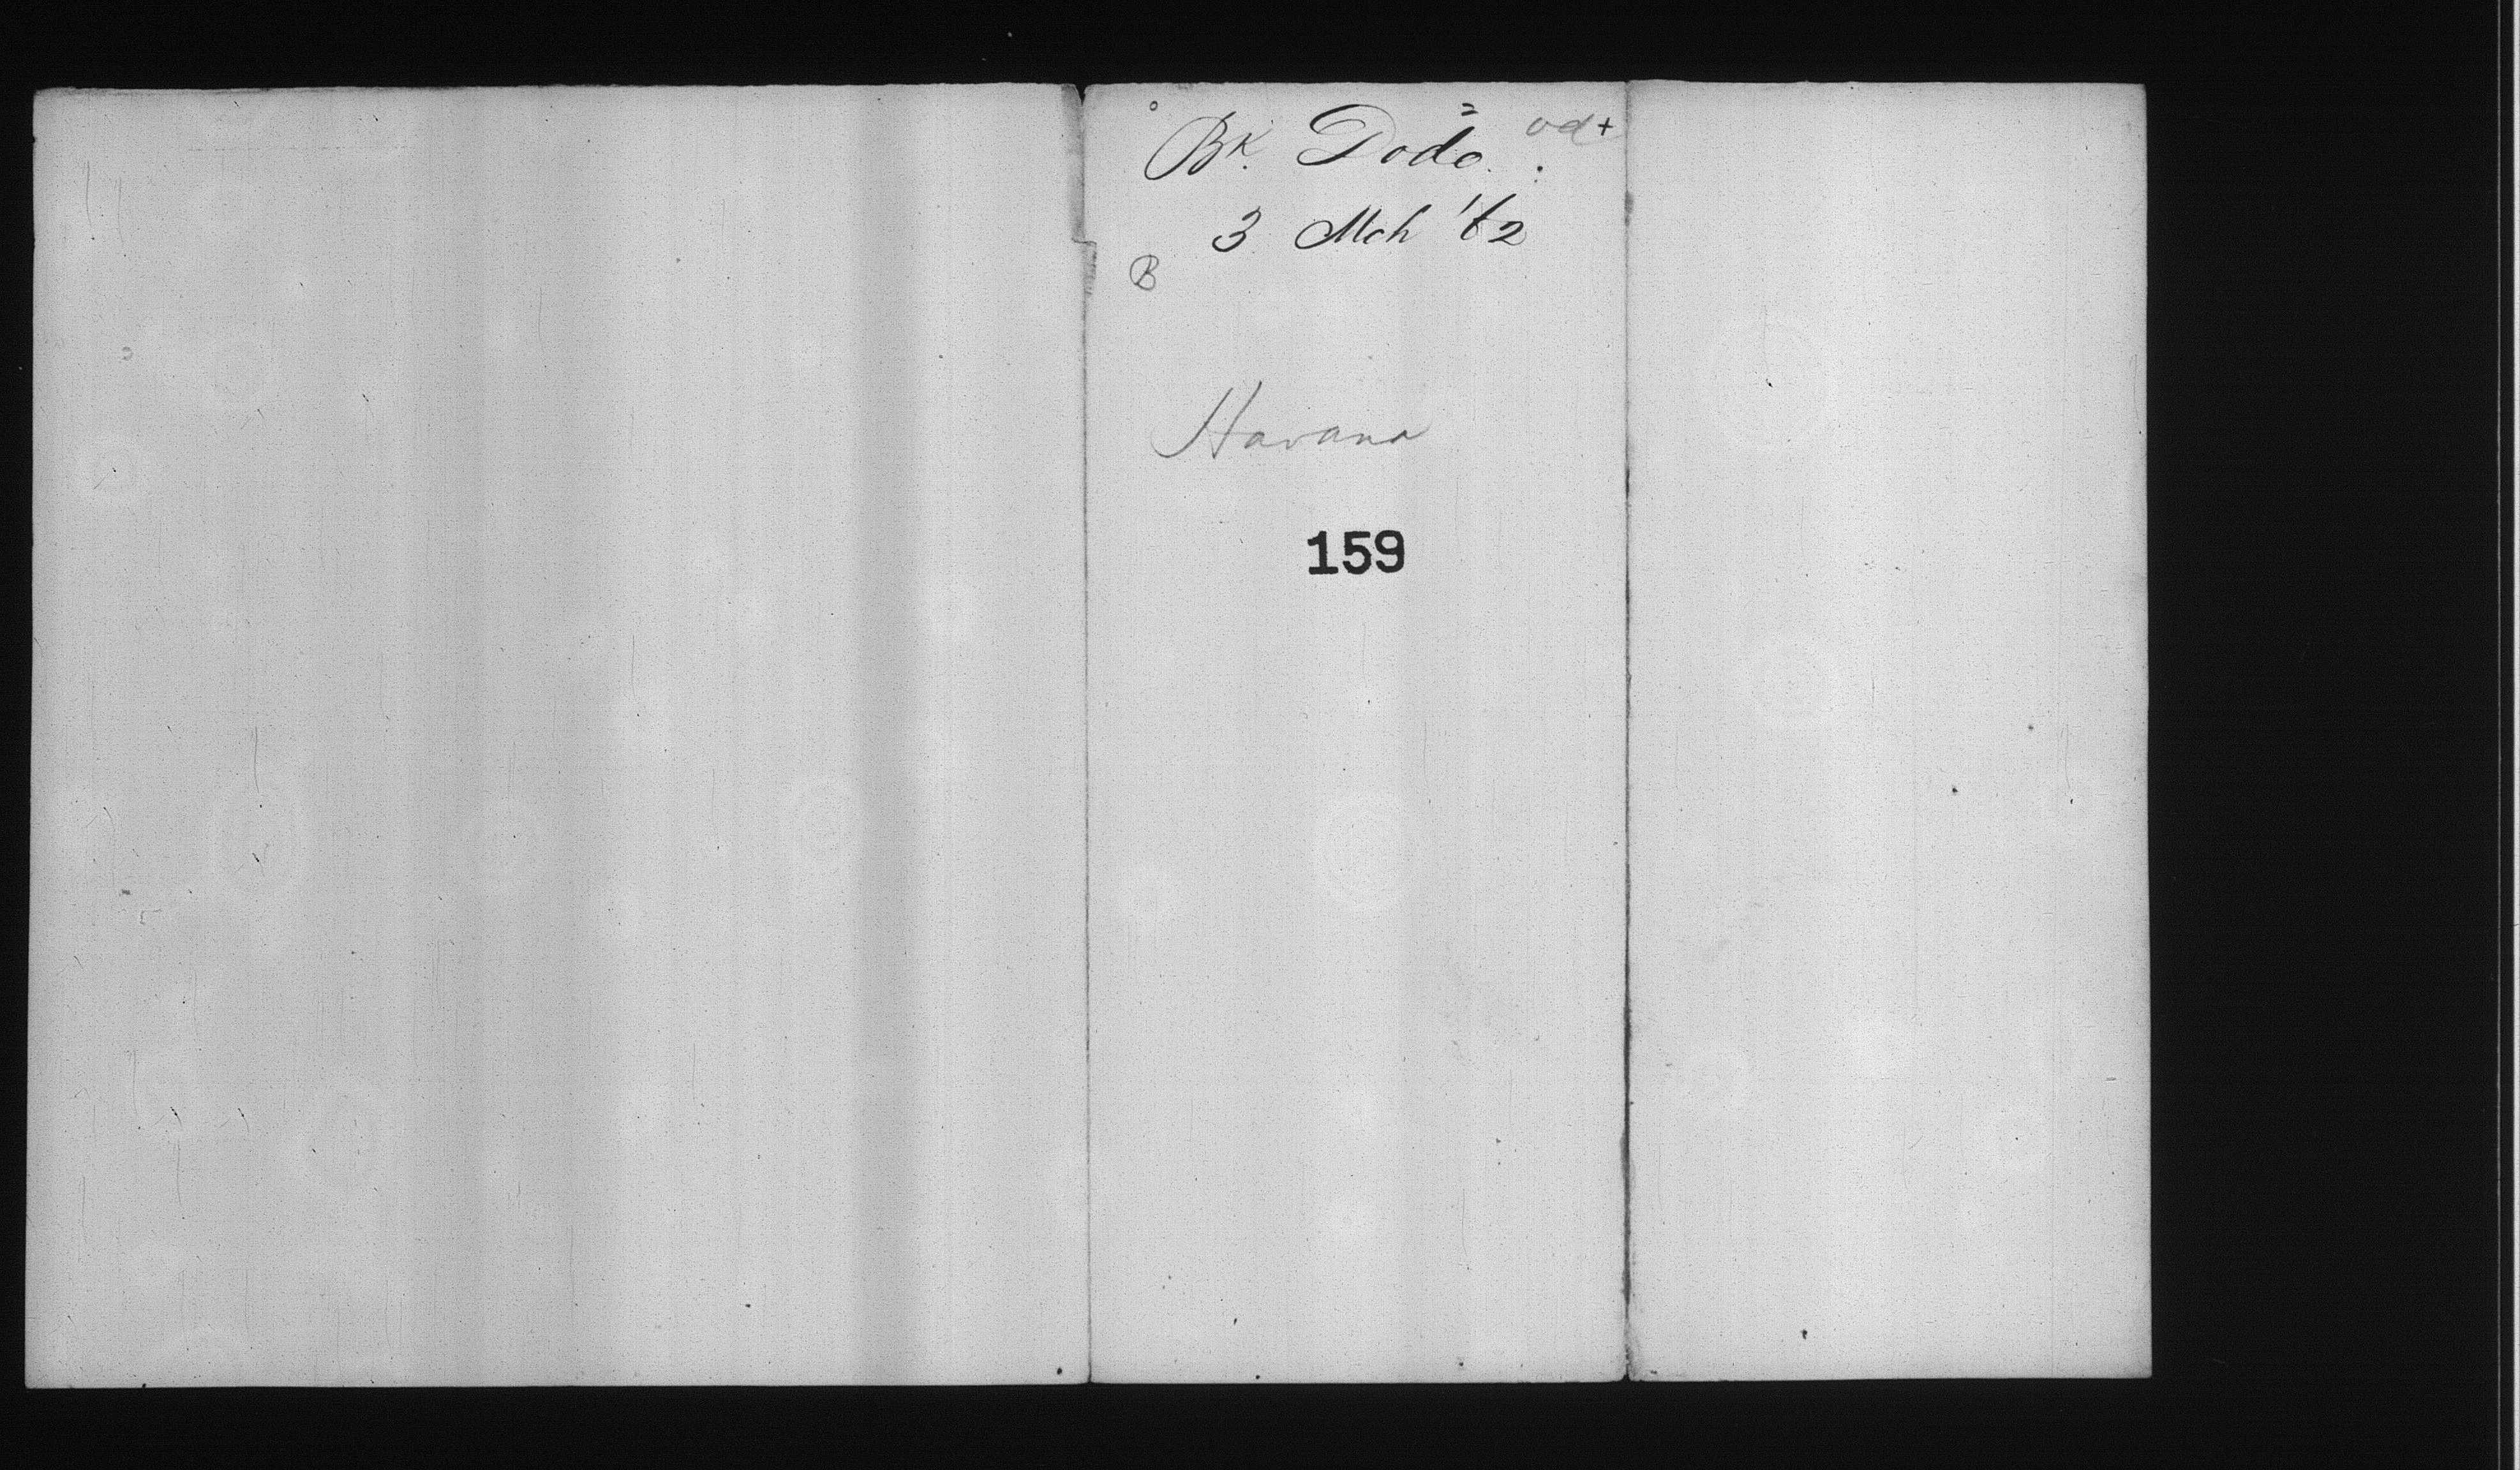 Bk. Dodo.
3 Mch '62
B
Havana
159